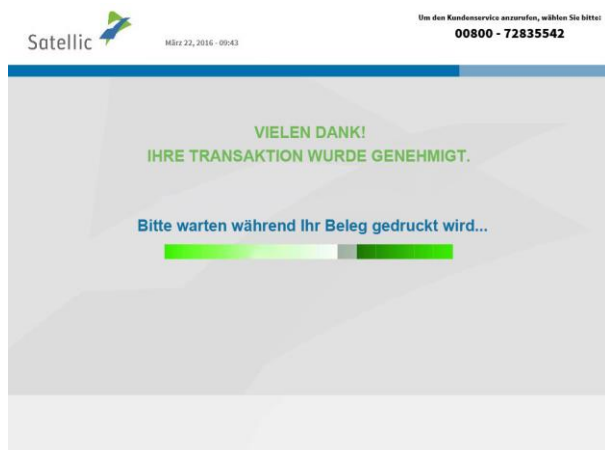 Um den Kundenservice anzurufen, wählen Sie bitte:
Satellic
März 22, 2016 - 09:43
00800 - 72835542
VIELEN DANK!
IHRE TRANSAKTION WURDE GENEHMIGT.
Bitte warten während Ihr Beleg gedruckt wird...